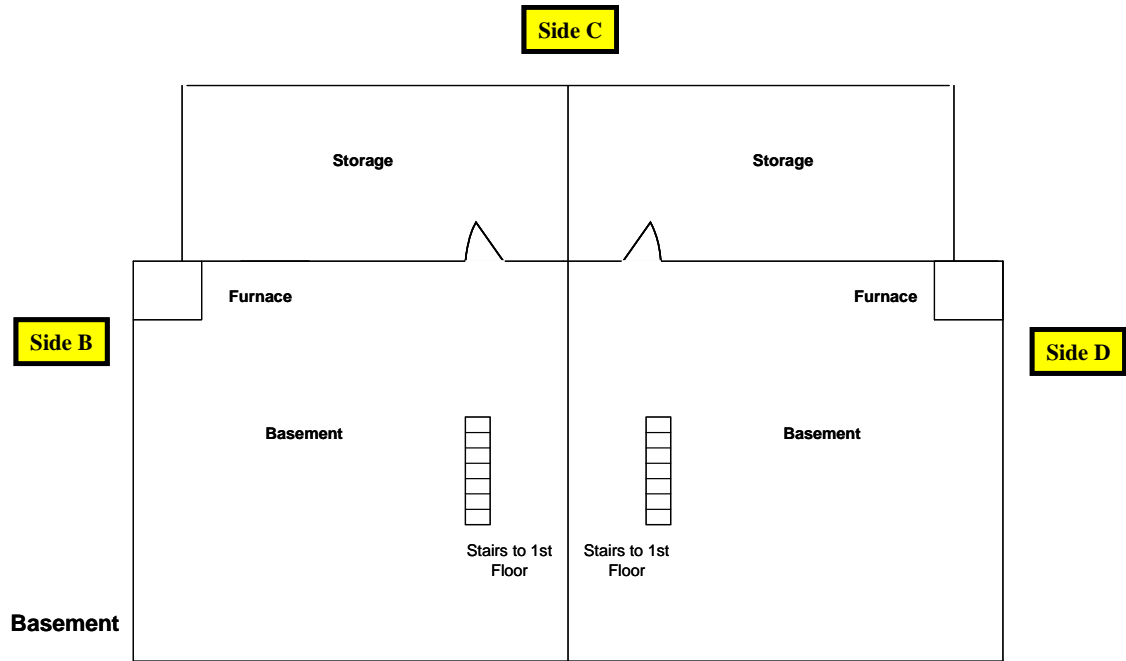 Side C
Storage
Storage
Furnace
Furnace
Side B
Side D
Basement
Basement
Stairs to 1st
Floor
Stairs to 1st
Floor
Basement